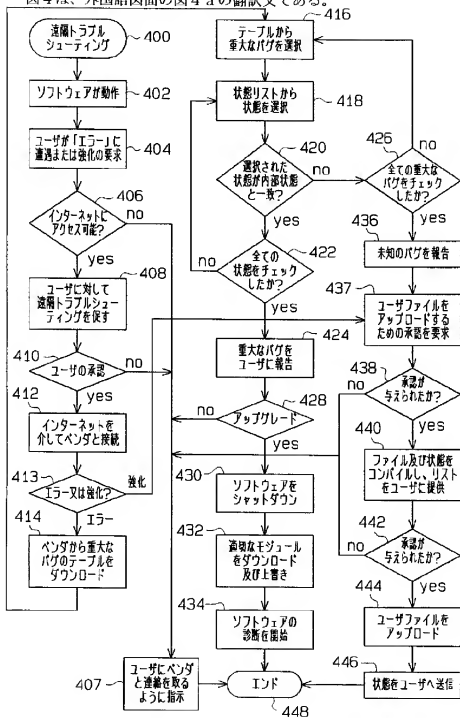 図4は、外国語図面の図4aの翻訳文である。
遠隔トラブル
シューティング
400
ソフトウェアが動作
402
ユーザが「エラー」に
遭遇または強化の要求
404
406
インターネットに
アクセス可能?
no
yes
408
ユーザに対して
遠隔トラブルシュー
ティングを促す
410
ユーザの承認
no
yes
412
インターネットを
介してベンダと接続
413
エラー又は強化?
強化
エラー
414
ベンダから重大な
バグのテーブルを
ダウンロード
407
ユーザにベンダ
と連絡を取る
ように指示
416
テーブルから
重大なバグを選択
状態リストから
状態を選択
418
420
選択された
状態が内部状態
と一致?
no
yes
422
全ての
状態をチェック
したか?
no
yes
424
重大なバグを
ユーザに報告
428
no
アップグレード
yes
430
ソフトウェアを
シャットダウン
432
適切なモジュール
をダウンロード
及び上書き
434
ソフトウェアの
診断を開始
エンド
448
426
no
全ての重大な
バグをチェック
したか?
yes
436
未知のバグを報告
437
ユーザファイルを
アップロードする
ための承認を要求
438
no
承認が
与えられたか?
yes
440
ファイル及び状態を
コンパイルし、リスト
をユーザに提供
442
no
承認が
与えられたか?
yes
444
ユーザファイルを
アップロード
446
状態をユーザへ送信